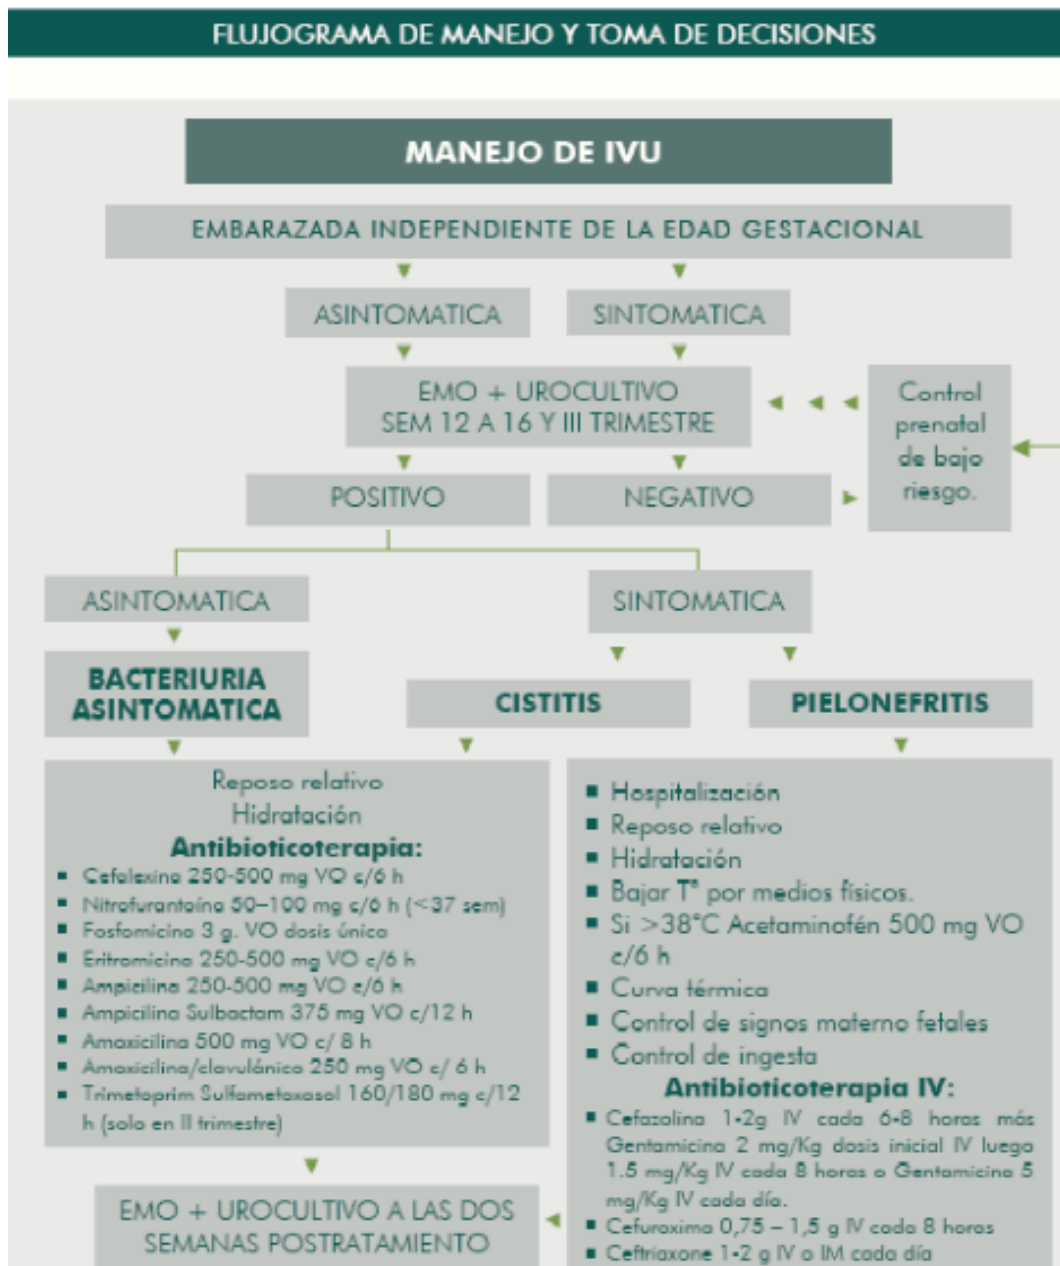 FLUJOGRAMA DE MANEJO Y TOMA DE DECISIONES
MANEJO DE IVU
EMBARAZADA INDEPENDIENTE DE LA EDAD GESTACIONAL
ASINTOMATICA
SINTOMATICA
EMO + UROCULTIVO
SEM 12 A 16 Y III TRIMESTRE
Control
prenatal
de bajo
riesgo.
POSITIVO
NEGATIVO
ASINTOMATICA
SINTOMATICA
BACTERIURIA
ASINTOMATICA
CISTITIS
PIELONEFRITIS
Reposo relativo
Hidratación
Antibioticoterapia:
▪ Cefalexina 250-500 mg VO c/6 h
▪ Nitrofurantoína 50–100 mg c/6 h (<37 sem)
▪ Fosfomicina 3 g. VO dosis única
▪ Eritromicina 250-500 mg VO c/6 h
▪ Ampicilina 250-500 mg VO c/6 h
▪ Ampicilina Sulbactam 375 mg VO c/12 h
▪ Amoxicilina 500 mg VO c/ 8 h
▪ Amoxicilina/clavulánico 250 mg VO c/ 6 h
▪ Trimetoprim Sulfametoxasol 160/180 mg c/12
h (solo en II trimestre)
EMO + UROCULTIVO A LAS DOS
SEMANAS POSTRATAMIENTO
▪ Hospitalización
▪ Reposo relativo
▪ Hidratación
▪ Bajar Tº por medios físicos.
▪ Si >38°C Acetaminofén 500 mg VO
c/6 h
▪ Curva térmica
▪ Control de signos materno fetales
▪ Control de ingesta
Antibioticoterapia IV:
▪ Cefazolina 1-2g IV cada 6-8 horas más
Gentamicina 2 mg/Kg dosis inicial IV luego
1.5 mg/Kg IV cada 8 horas o Gentamicina 5
mg/Kg IV cada día.
▪ Cefuroxima 0,75 – 1,5 g IV cada 8 horas
▪ Ceftriaxone 1-2 g IV o IM cada día